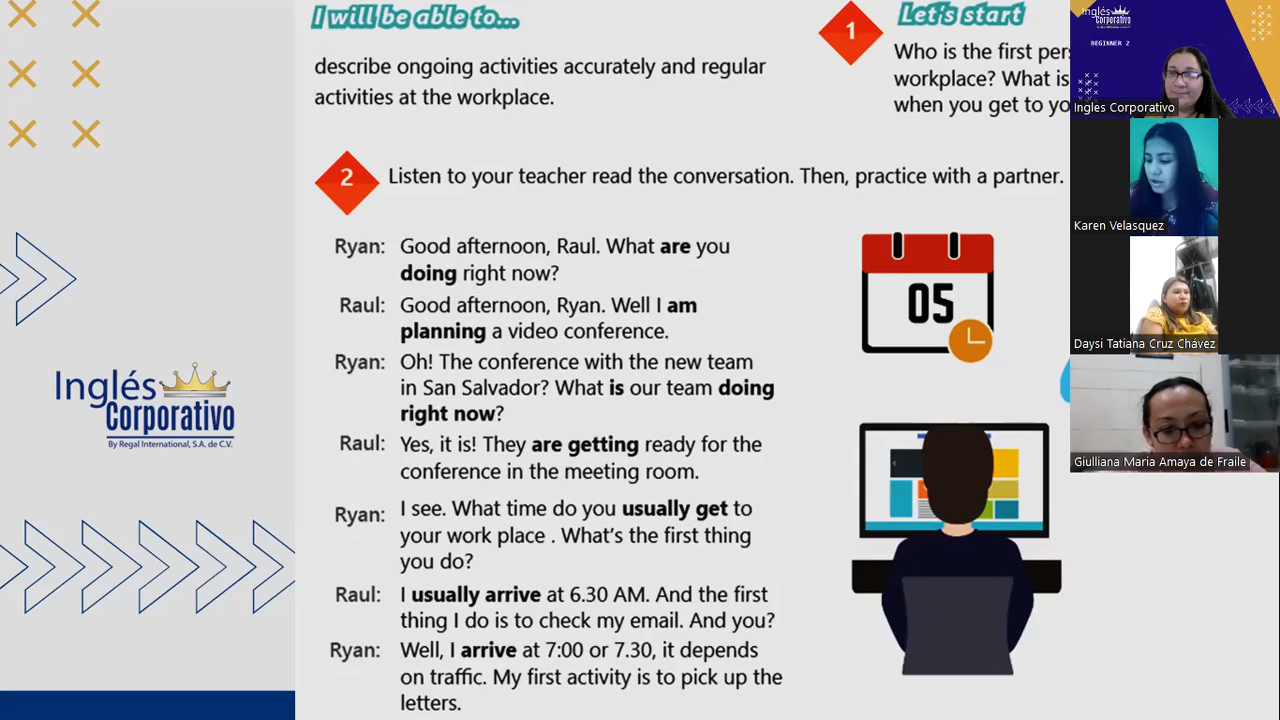 I will be able to...
describe ongoing activities accurately and regular
activities at the workplace.
1
Let's start
Who is the first
workplace? What is
when you get to
2
Listen to your teacher read the conversation. Then, practice with a partner.
Ryan: Good afternoon, Raul. What are you
doing right now?
Raul: Good afternoon, Ryan. Well I am
planning a video conference.
Ryan: Oh! The conference with the new team
in San Salvador? What is our team doing
right now?
Raul: Yes, it is! They are getting ready for the
conference in the meeting room.
Ryan: I see. What time do you usually get to
your work place . What's the first thing
you do?
Raul: I usually arrive at 6.30 AM. And the first
thing I do is to check my email. And you?
Ryan: Well, I arrive at 7:00 or 7.30, it depends
on traffic. My first activity is to pick up the
letters.
05
Inglés
Corporativo
By Regal International, S.A. de C.V.
Inglés
Corporativo
BEGINNER 2
Ingles Corporativo
Karen Velasquez
Daysi Tatiana Cruz Chávez
Giulliana Maria Amaya de Fraile